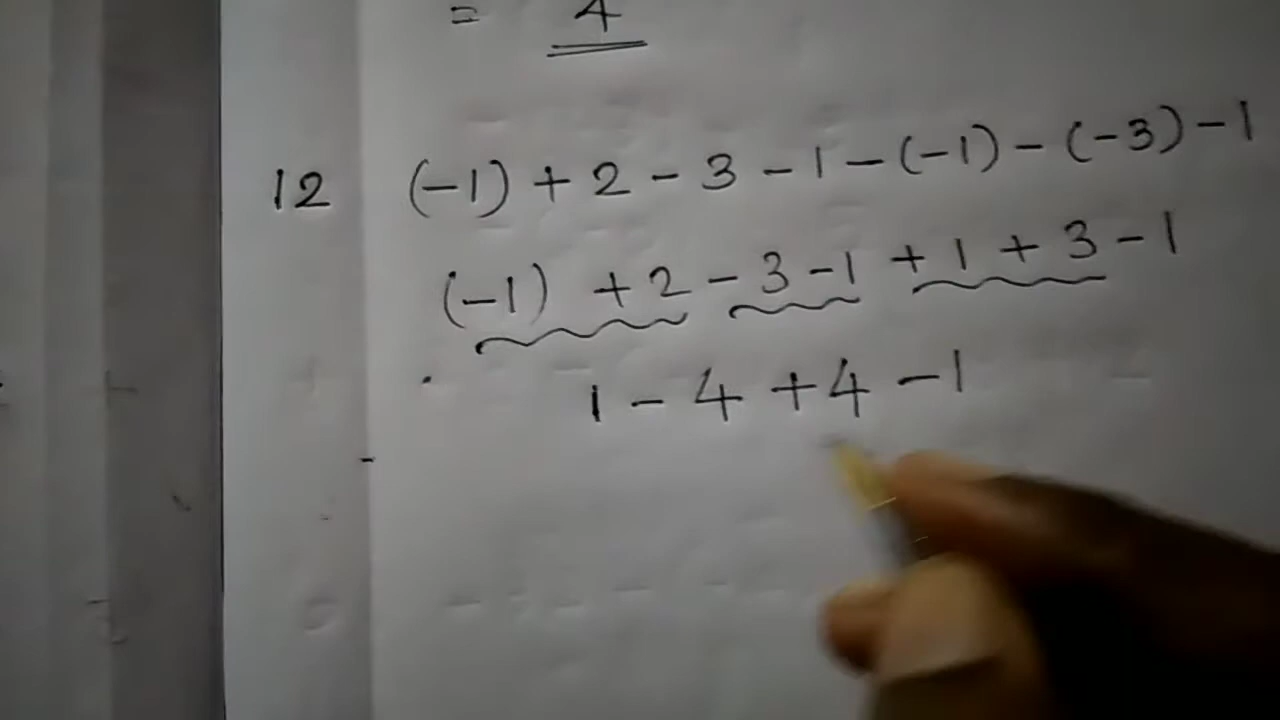 = 4
12 (-1) + 2 - 3 - 1 - (-1) - (-3) - 1
(-1) + 2 - 3 - 1 + 1 + 3 - 1
1 - 4 + 4 - 1